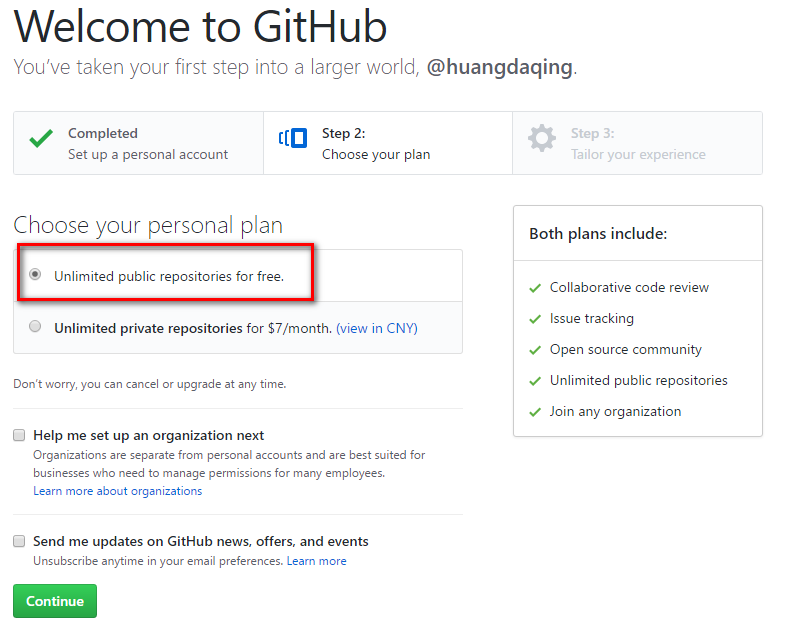 Welcome to GitHub
You’ve taken your first step into a larger world, @huangdaqing.
Completed
Set up a personal account
Step 2:
Choose your plan
Step 3:
Tailor your experience
Choose your personal plan
Unlimited public repositories for free.
Unlimited private repositories for $7/month. (view in CNY)
Don’t worry, you can cancel or upgrade at any time.
Help me set up an organization next
Organizations are separate from personal accounts and are best suited for
businesses who need to manage permissions for many employees.
Learn more about organizations
Send me updates on GitHub news, offers, and events
Unsubscribe anytime in your email preferences. Learn more
Continue
Both plans include:
Collaborative code review
Issue tracking
Open source community
Unlimited public repositories
Join any organization